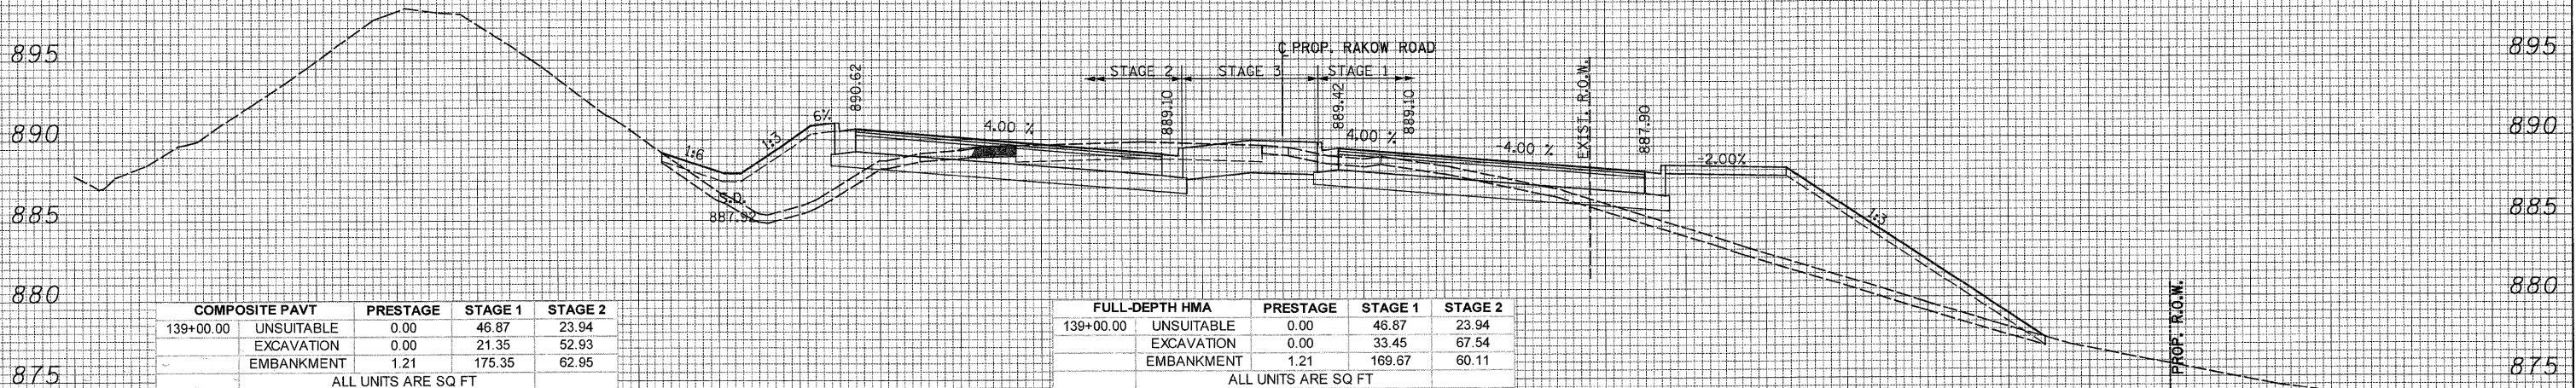 895
895
℄ PROP. RAKOW ROAD
STAGE 2
STAGE 3
STAGE 1
890.62
889.10
889.42
889.10
EXIST. R.O.W.
887.90
890
890
6%
4.00 %
4.00 %
4.00 %
-2.00%
1:6
1:3
S.D.
887.92
885
885
1:3
880
880
PROP. R.O.W.
COMPOSITE PAVT PRESTAGE STAGE 1 STAGE 2
139+00.00 UNSUITABLE 0.00 46.87 23.94
EXCAVATION 0.00 21.35 52.93
EMBANKMENT 1.21 175.35 62.95
ALL UNITS ARE SQ FT
FULL-DEPTH HMA PRESTAGE STAGE 1 STAGE 2
139+00.00 UNSUITABLE 0.00 46.87 23.94
EXCAVATION 0.00 33.45 67.54
EMBANKMENT 1.21 169.67 60.11
ALL UNITS ARE SQ FT
875
875